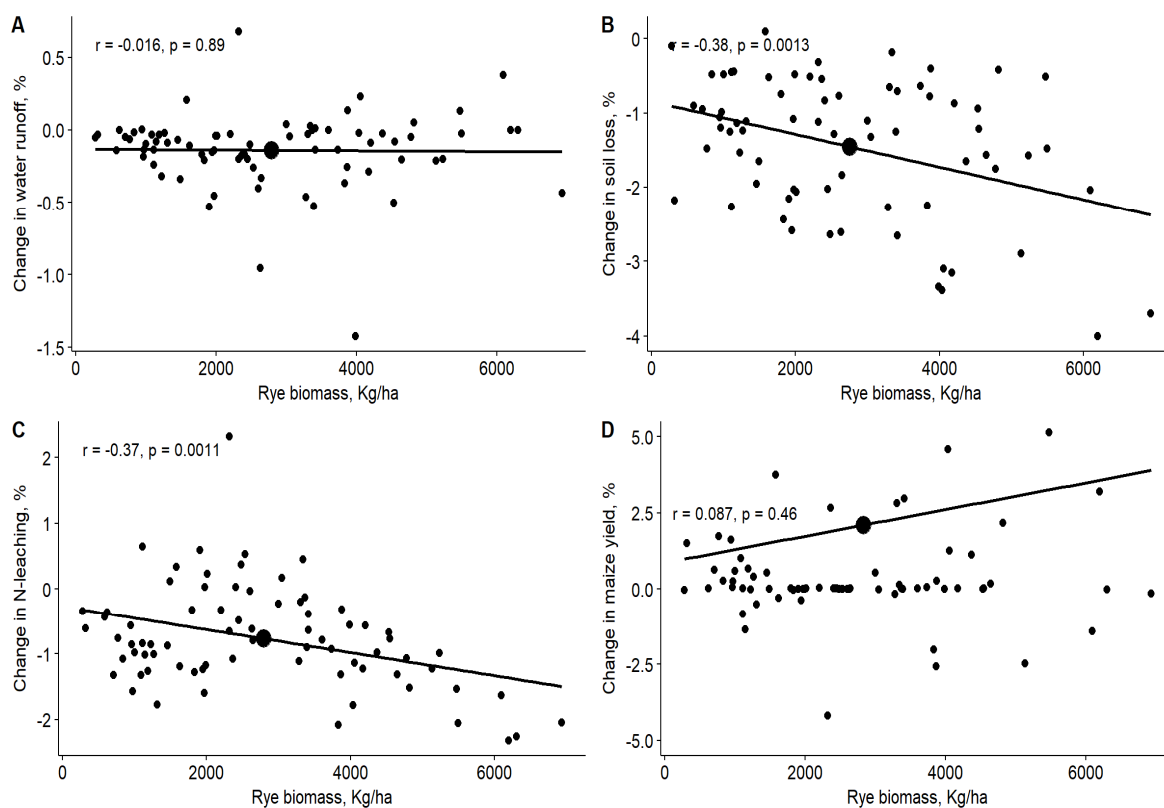 A
r = -0.016, p = 0.89
Change in water runoff, %
0.5
0.0
-0.5
-1.0
-1.5
0
2000
4000
6000
Rye biomass, Kg/ha
B
r = -0.38, p = 0.0013
Change in soil loss, %
0
-1
-2
-3
-4
0
2000
4000
6000
Rye biomass, Kg/ha
C
r = -0.37, p = 0.0011
Change in N-leaching, %
2
1
0
-1
-2
0
2000
4000
6000
Rye biomass, Kg/ha
D
r = 0.087, p = 0.46
Change in maize yield, %
5.0
2.5
0.0
-2.5
-5.0
0
2000
4000
6000
Rye biomass, Kg/ha